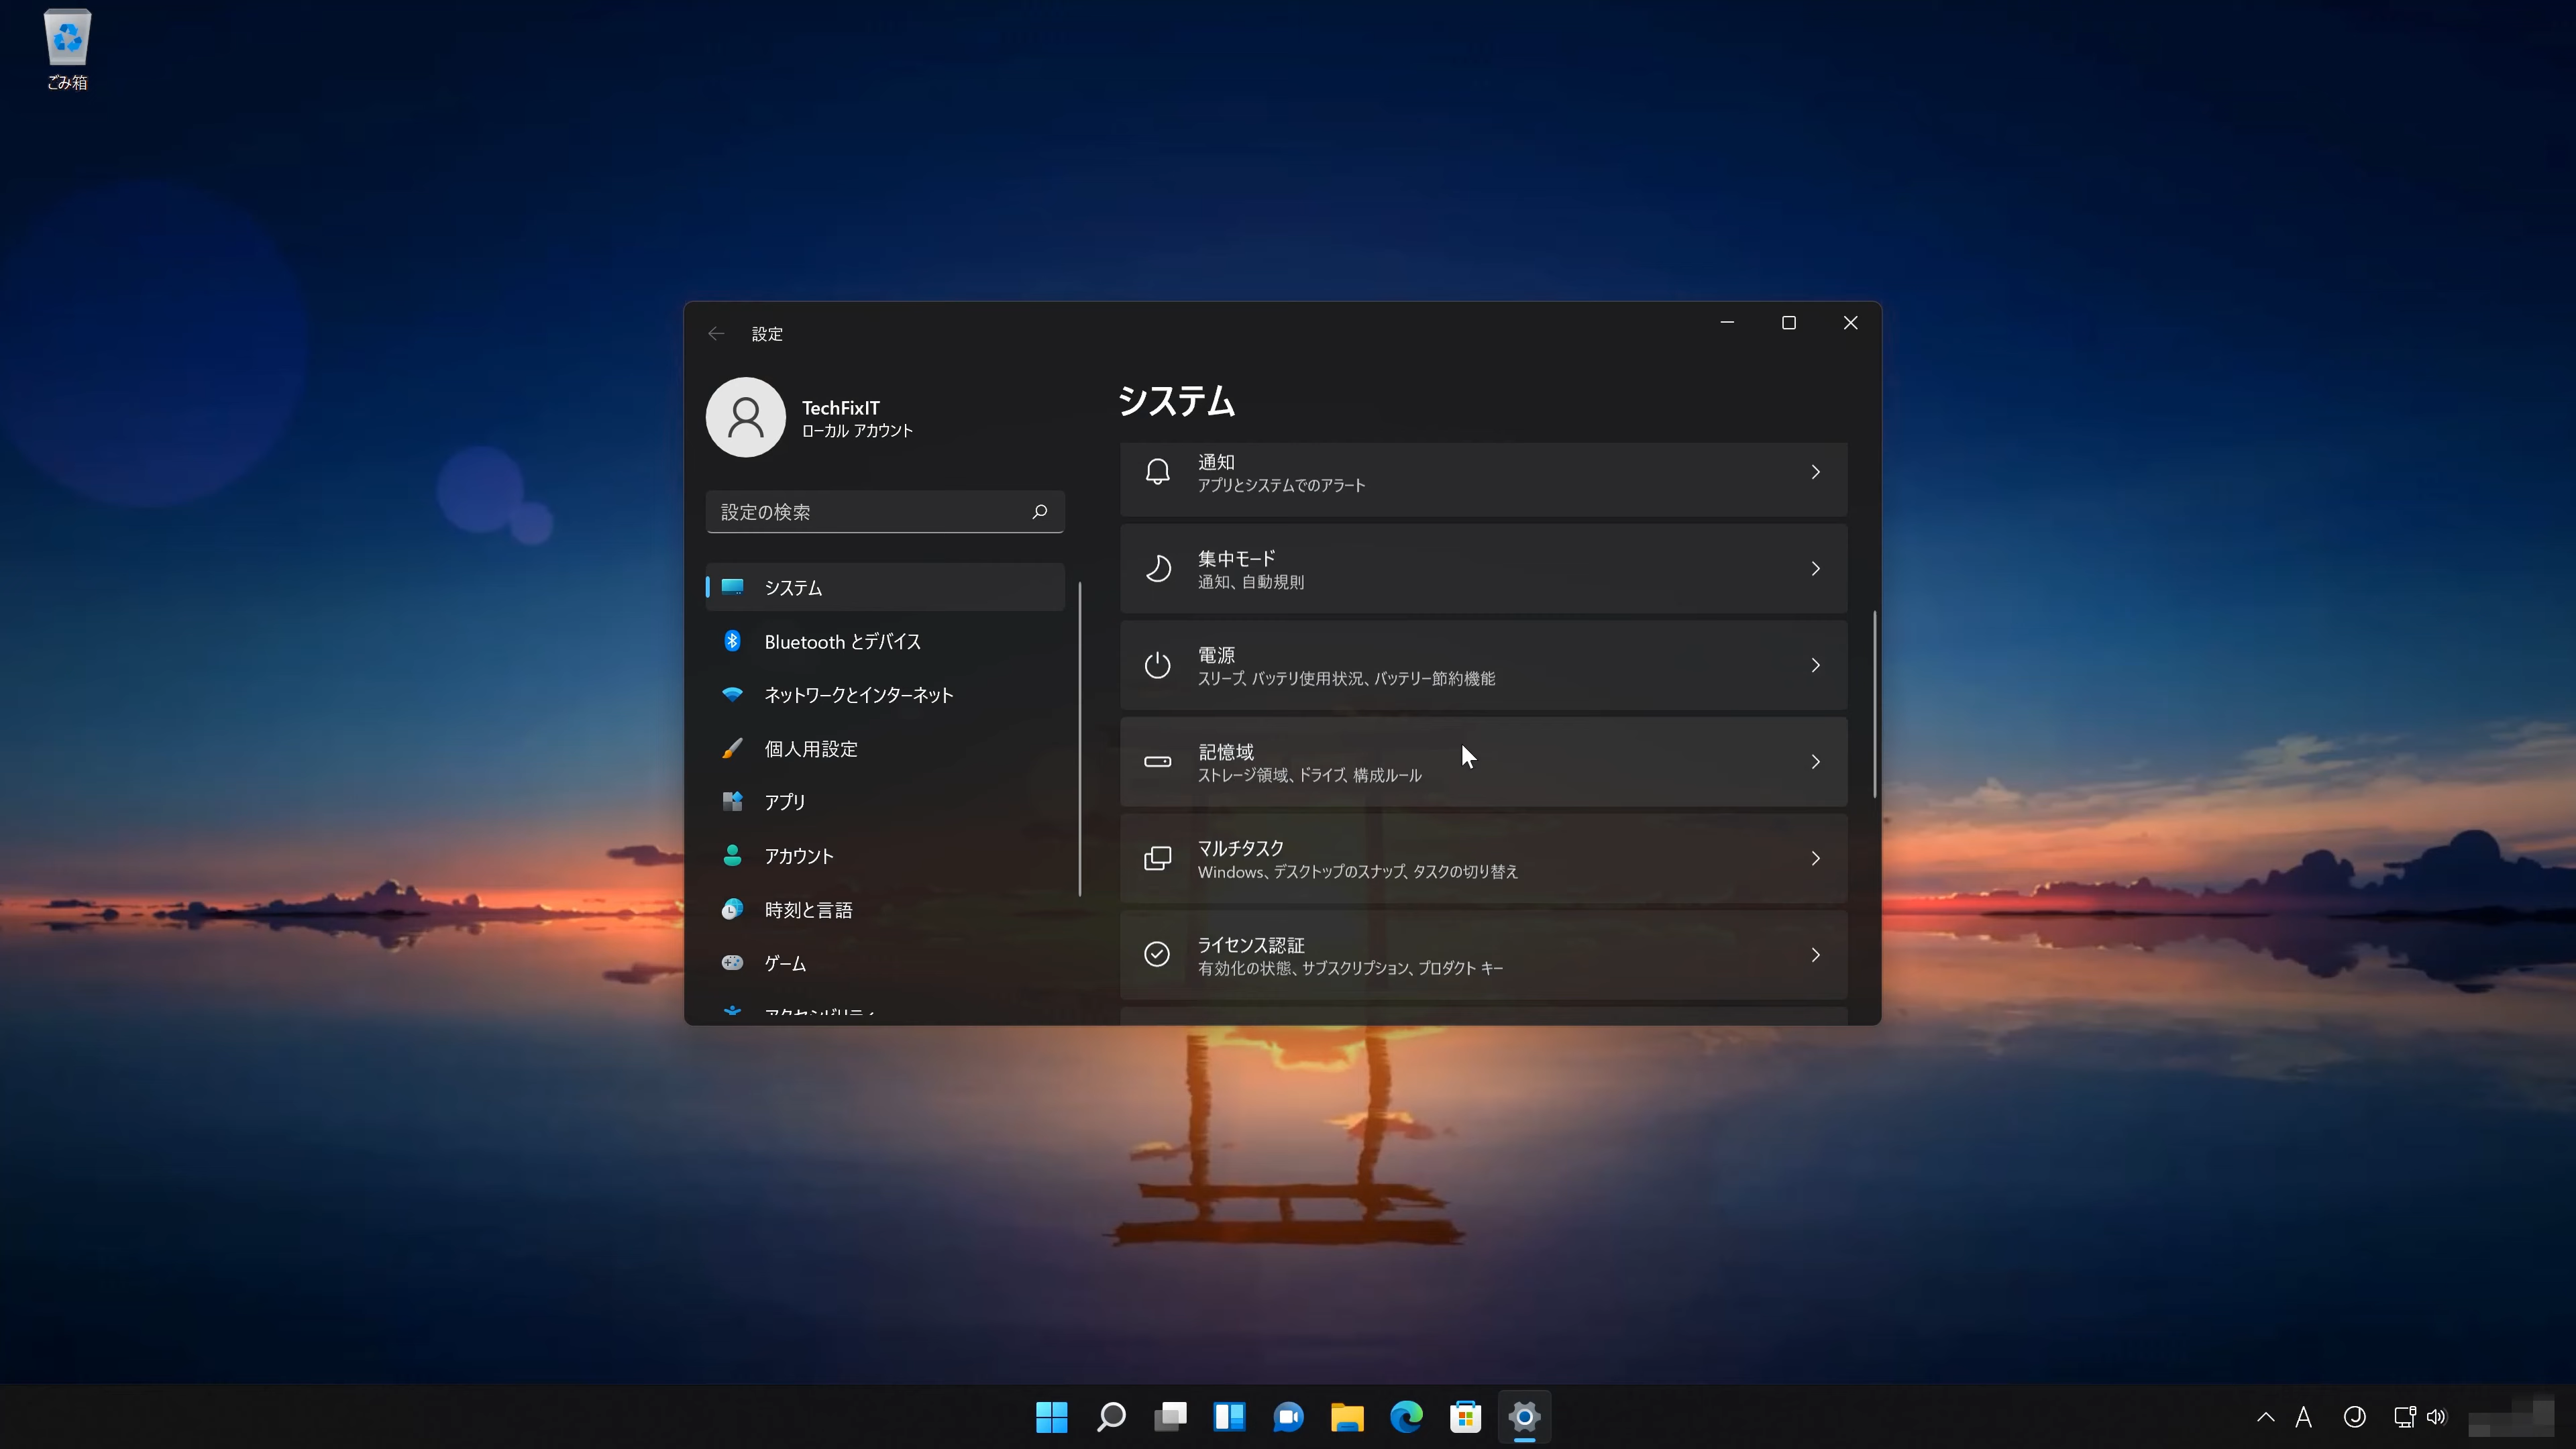 ごみ箱
設定
TechFixIT
ローカル アカウント
設定の検索
システム
Bluetooth とデバイス
ネットワークとインターネット
個人用設定
アプリ
アカウント
時刻と言語
ゲーム
アクセシビリティ
システム
通知
アプリとシステムでのアラート
集中モード
通知、自動規則
電源
スリープ、バッテリ使用状況、バッテリー節約機能
記憶域
ストレージ領域、ドライブ、構成ルール
マルチタスク
Windows、デスクトップのスナップ、タスクの切り替え
ライセンス認証
有効化の状態、サブスクリプション、プロダクト キー
A